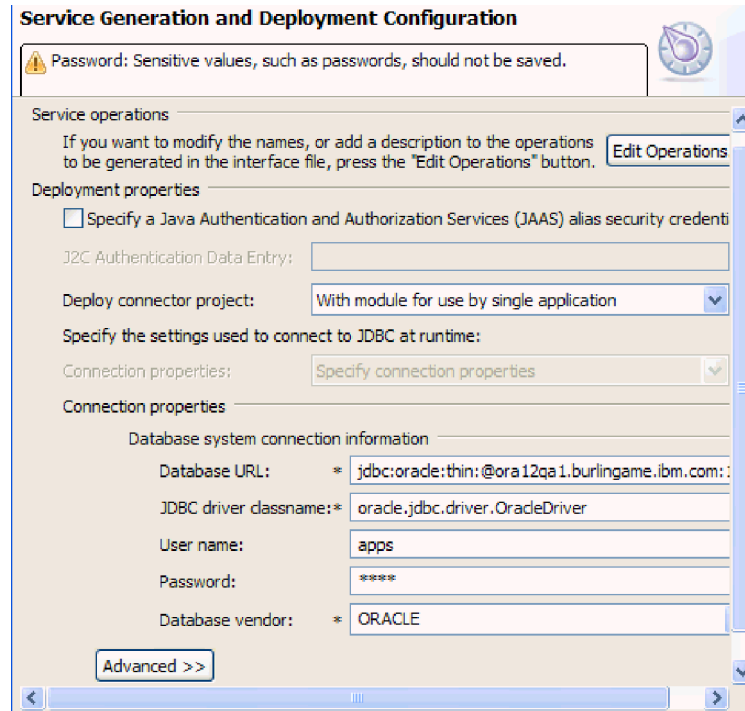 Service Generation and Deployment Configuration
Password: Sensitive values, such as passwords, should not be saved.
Service operations
If you want to modify the names, or add a description to the operations
to be generated in the interface file, press the "Edit Operations" button.
Edit Operations
Deployment properties
Specify a Java Authentication and Authorization Services (JAAS) alias security credenti
J2C Authentication Data Entry:
Deploy connector project: With module for use by single application
Specify the settings used to connect to JDBC at runtime:
Connection properties: Specify connection properties
Connection properties
Database system connection information
Database URL: * jdbc:oracle:thin:@ora12qa1.burlingame.ibm.com:1
JDBC driver classname:* oracle.jdbc.driver.OracleDriver
User name: apps
Password: ****
Database vendor: * ORACLE
Advanced >>